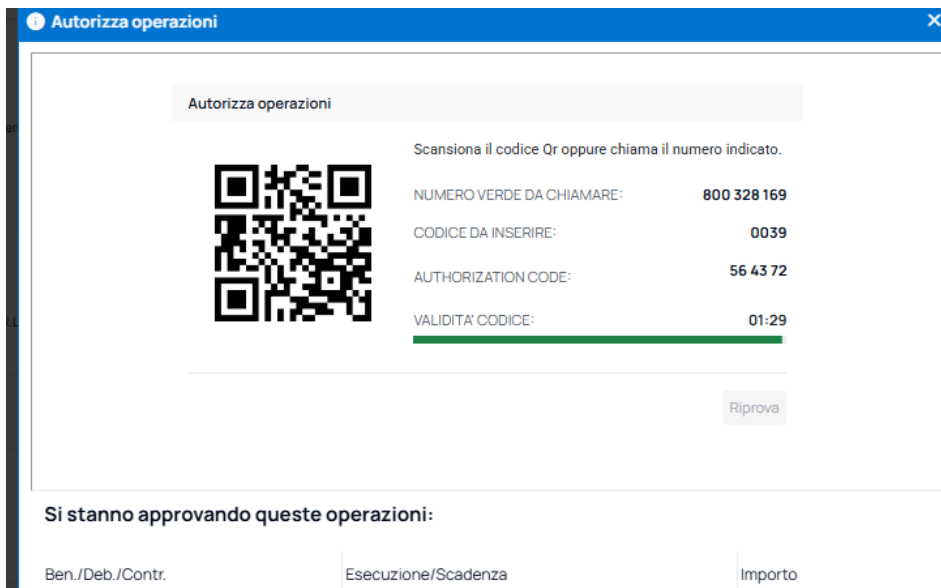 Autorizza operazioni
Autorizza operazioni
Scansiona il codice Qr oppure chiama il numero indicato.
NUMERO VERDE DA CHIAMARE: 800 328 169
CODICE DA INSERIRE: 0039
AUTHORIZATION CODE: 56 43 72
VALIDITA' CODICE: 01:29
Riprova
Si stanno approvando queste operazioni:
Ben./Deb./Contr. Esecuzione/Scadenza Importo